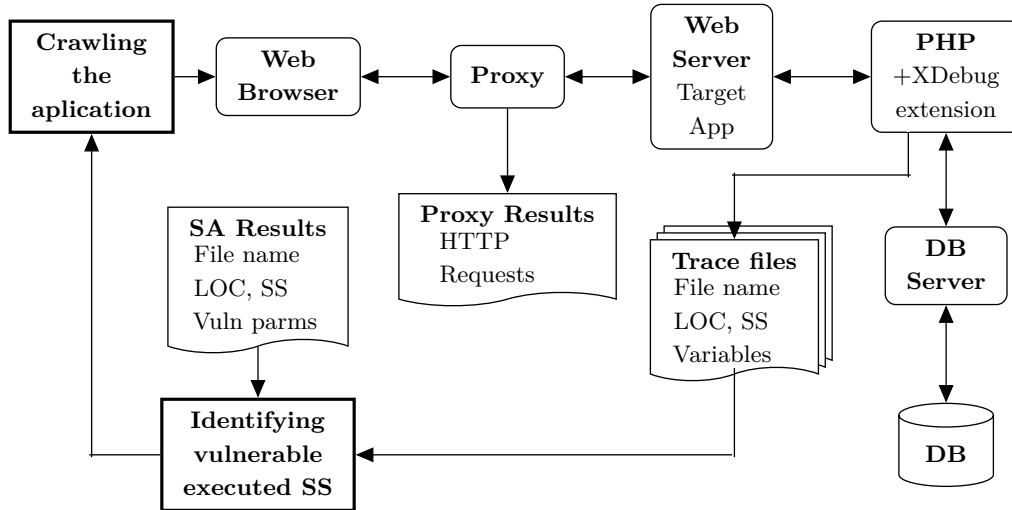 Crawling
the
aplication
Web
Browser
Proxy
Web
Server
Target
App
PHP
+XDebug
extension
SA Results
File name
LOC, SS
Vuln parms
Proxy Results
HTTP
Requests
Trace files
File name
LOC, SS
Variables
DB
Server
Identifying
vulnerable
executed SS
DB